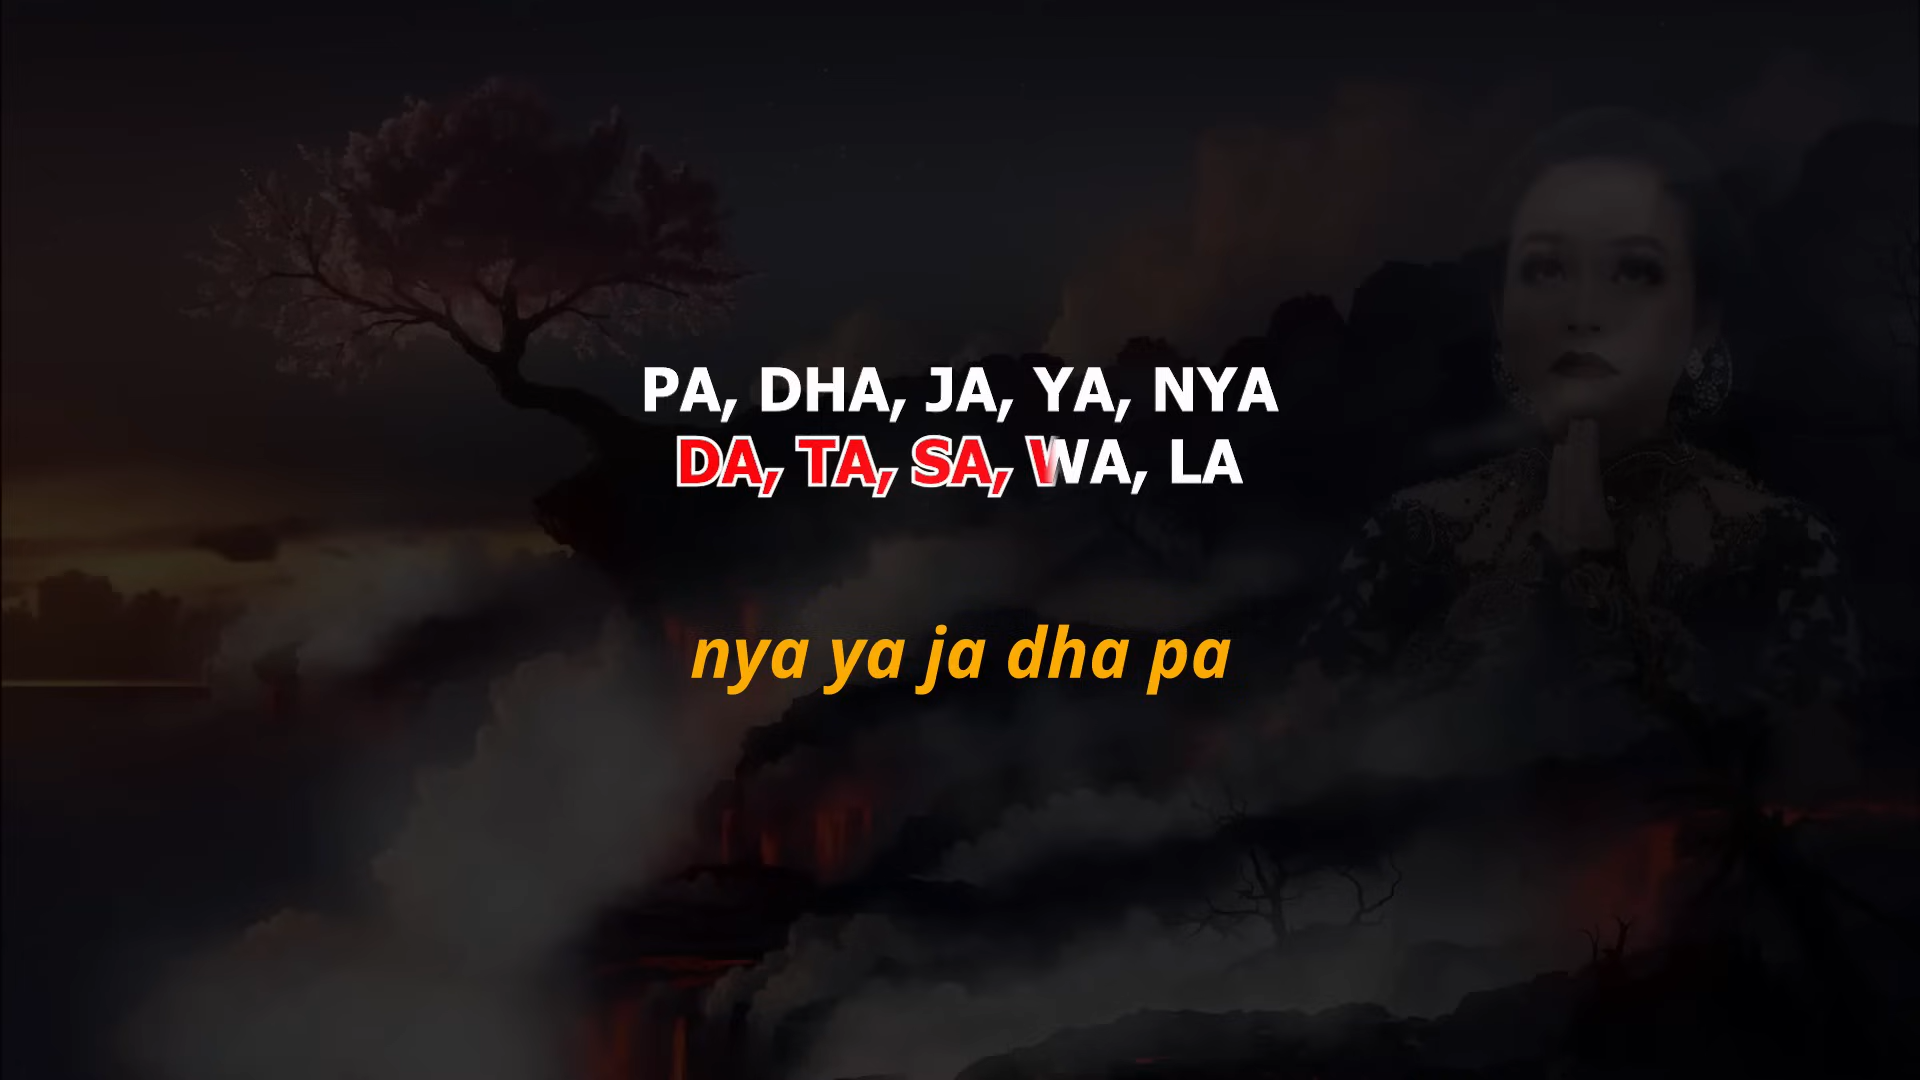 PA, DHA, JA, YA, NYA
DA, TA, SA, WA, LA
nya ya ja dha pa